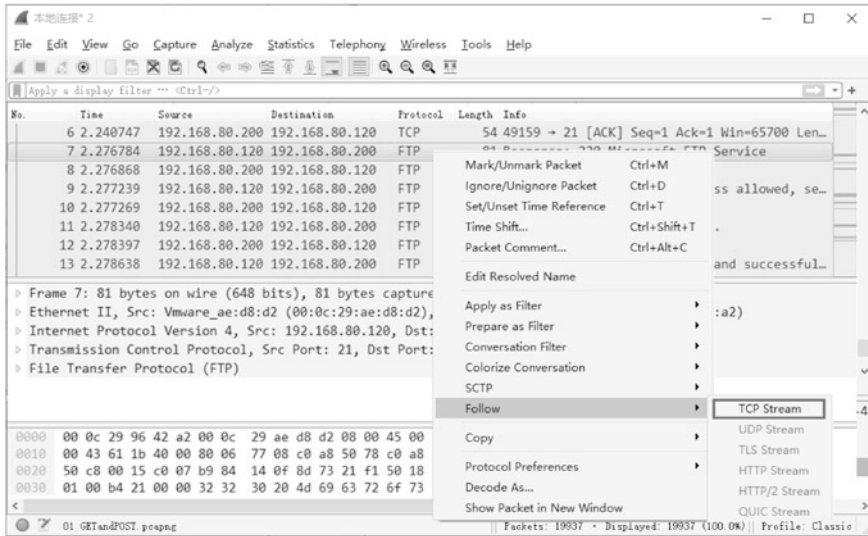 本地连接* 2
File Edit View Go Capture Analyze Statistics Telephony Wireless Tools Help
Apply a display filter … <Ctrl-/>
No. Time Source Destination Protocol Length Info
6 2.240747 192.168.80.200 192.168.80.120 TCP 54 49159 → 21 [ACK] Seq=1 Ack=1 Win=65700 Len…
7 2.276784 192.168.80.120 192.168.80.200 FTP 81 Response: 220 Microsoft FTP Service
8 2.276868 192.168.80.200 192.168.80.120 FTP
9 2.277239 192.168.80.120 192.168.80.200 FTP ss allowed, se…
10 2.277269 192.168.80.200 192.168.80.120 FTP
11 2.278340 192.168.80.120 192.168.80.200 FTP .
12 2.278397 192.168.80.200 192.168.80.120 FTP
13 2.278638 192.168.80.120 192.168.80.200 FTP and successful…
Mark/Unmark Packet Ctrl+M
Ignore/Unignore Packet Ctrl+D
Set/Unset Time Reference Ctrl+T
Time Shift... Ctrl+Shift+T
Packet Comment... Ctrl+Alt+C
Edit Resolved Name
Apply as Filter
Prepare as Filter
Conversation Filter
Colorize Conversation
SCTP
Follow
Copy
Protocol Preferences
Decode As...
Show Packet in New Window
TCP Stream
UDP Stream
TLS Stream
HTTP Stream
HTTP/2 Stream
QUIC Stream
Frame 7: 81 bytes on wire (648 bits), 81 bytes capture
Ethernet II, Src: Vmware_ae:d8:d2 (00:0c:29:ae:d8:d2), :a2)
Internet Protocol Version 4, Src: 192.168.80.120, Dst:
Transmission Control Protocol, Src Port: 21, Dst Port: -4
File Transfer Protocol (FTP)
0000 00 0c 29 96 42 a2 00 0c 29 ae d8 d2 08 00 45 00
0010 00 43 61 1b 40 00 80 06 77 08 c0 a8 50 78 c0 a8
0020 50 c8 00 15 c0 07 b9 84 14 0f 8d 73 21 f1 50 18
0030 01 00 b4 21 00 00 32 32 30 20 4d 69 63 72 6f 73
01 GETandPOST.pcapng Packets: 19937 · Displayed: 19937 (100.0%) Profile: Classic